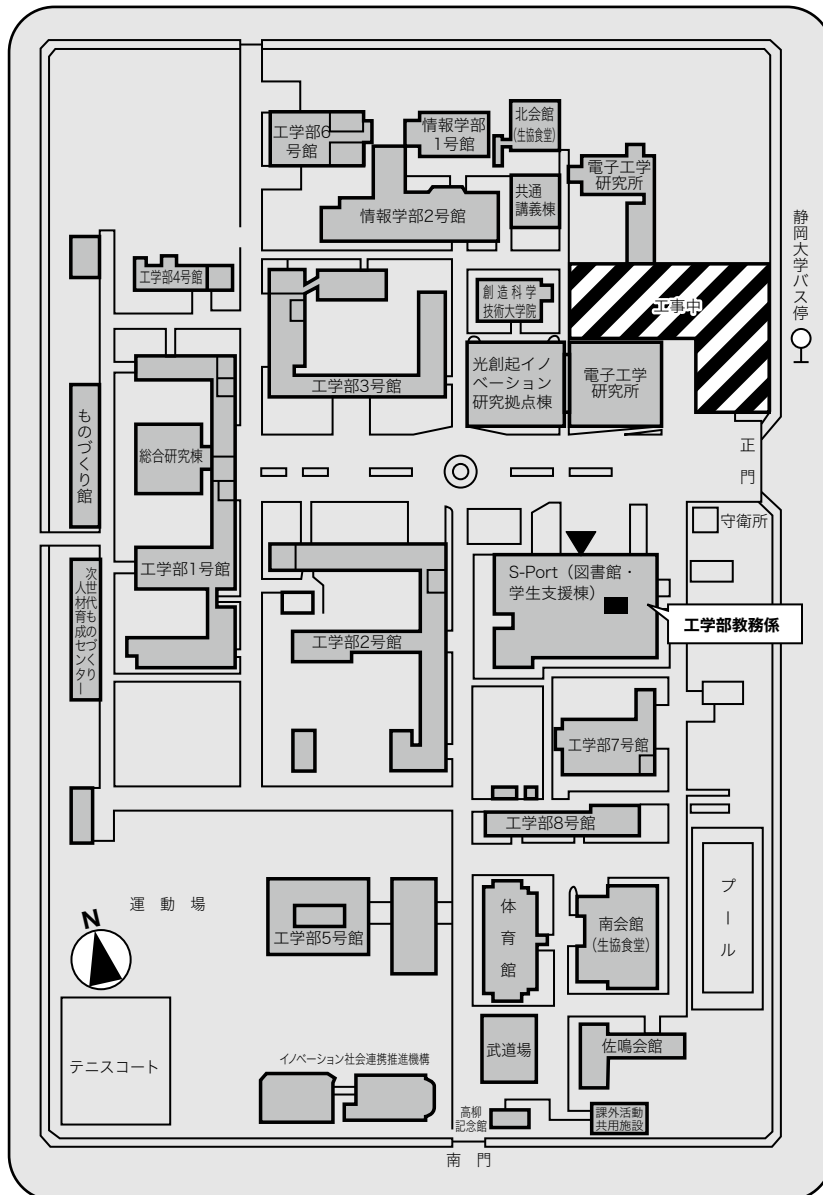 工学部6
号館
情報学部
1号館
北会館
(生協食堂)
電子工学
研究所
情報学部2号館
共通
講義棟
静岡大学バス停
工学部4号館
創造科学
技術大学院
工事中
工学部3号館
光創起イノ
ベーション
研究拠点棟
電子工学
研究所
ものづくり館
総合研究棟
正門
守衛所
次世代ものづくり
人材育成センター
工学部1号館
工学部2号館
S-Port(図書館・
学生支援棟)
工学部教務係
工学部7号館
工学部8号館
運動場
N
工学部5号館
体育館
南会館
(生協食堂)
プール
テニスコート
イノベーション社会連携推進機構
武道場
佐鳴会館
高柳
記念館
課外活動
共用施設
南門